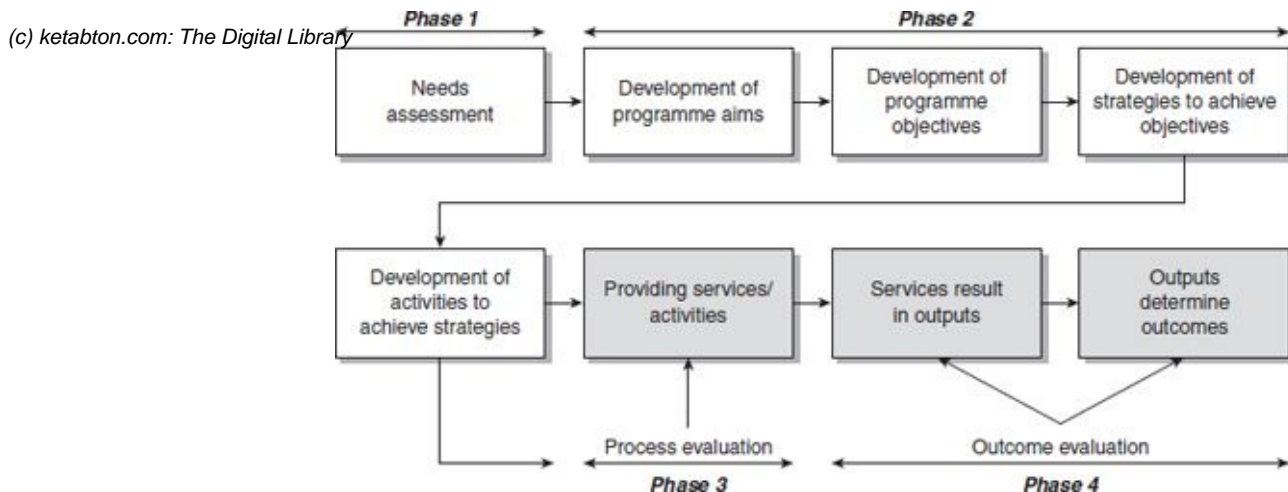 Phase 1
Phase 2
(c) ketabton.com: The Digital Library
Needs
assessment
Development of
programme aims
Development of
programme
objectives
Development of
strategies to achieve
objectives
Development of
activities to
achieve strategies
Providing services/
activities
Services result
in outputs
Outputs
determine
outcomes
Process evaluation
Outcome evaluation
Phase 3
Phase 4